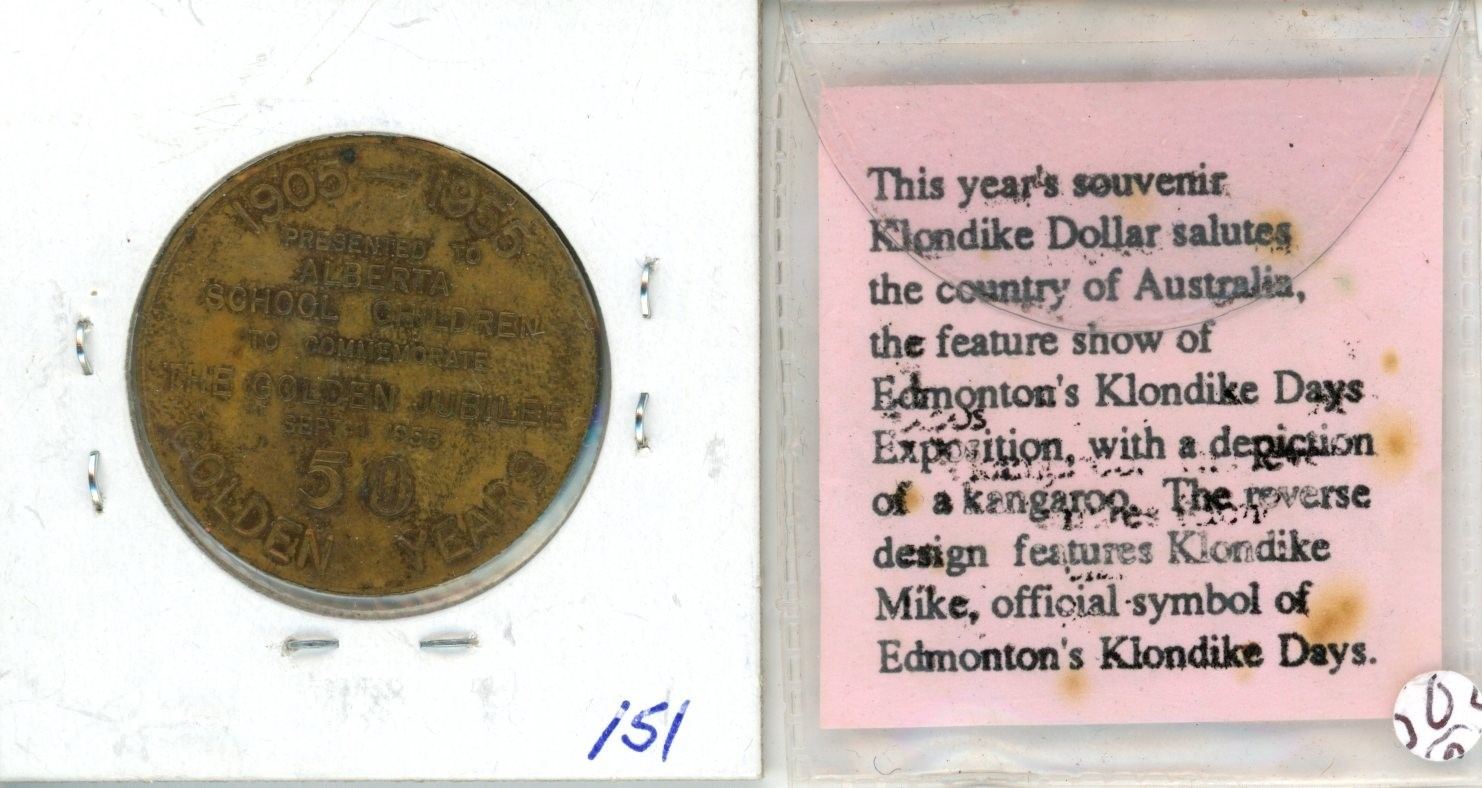 1905 — 1955
PRESENTED TO
ALBERTA
SCHOOL CHILDREN
TO COMMEMORATE
THE GOLDEN JUBILEE
SEPT. 1 1955
50
GOLDEN YEARS
151
This year's souvenir
Klondike Dollar salutes
the country of Australia,
the feature show of
Edmonton's Klondike Days
Exposition, with a depiction
of a kangaroo. The reverse
design features Klondike
Mike, official symbol of
Edmonton's Klondike Days.